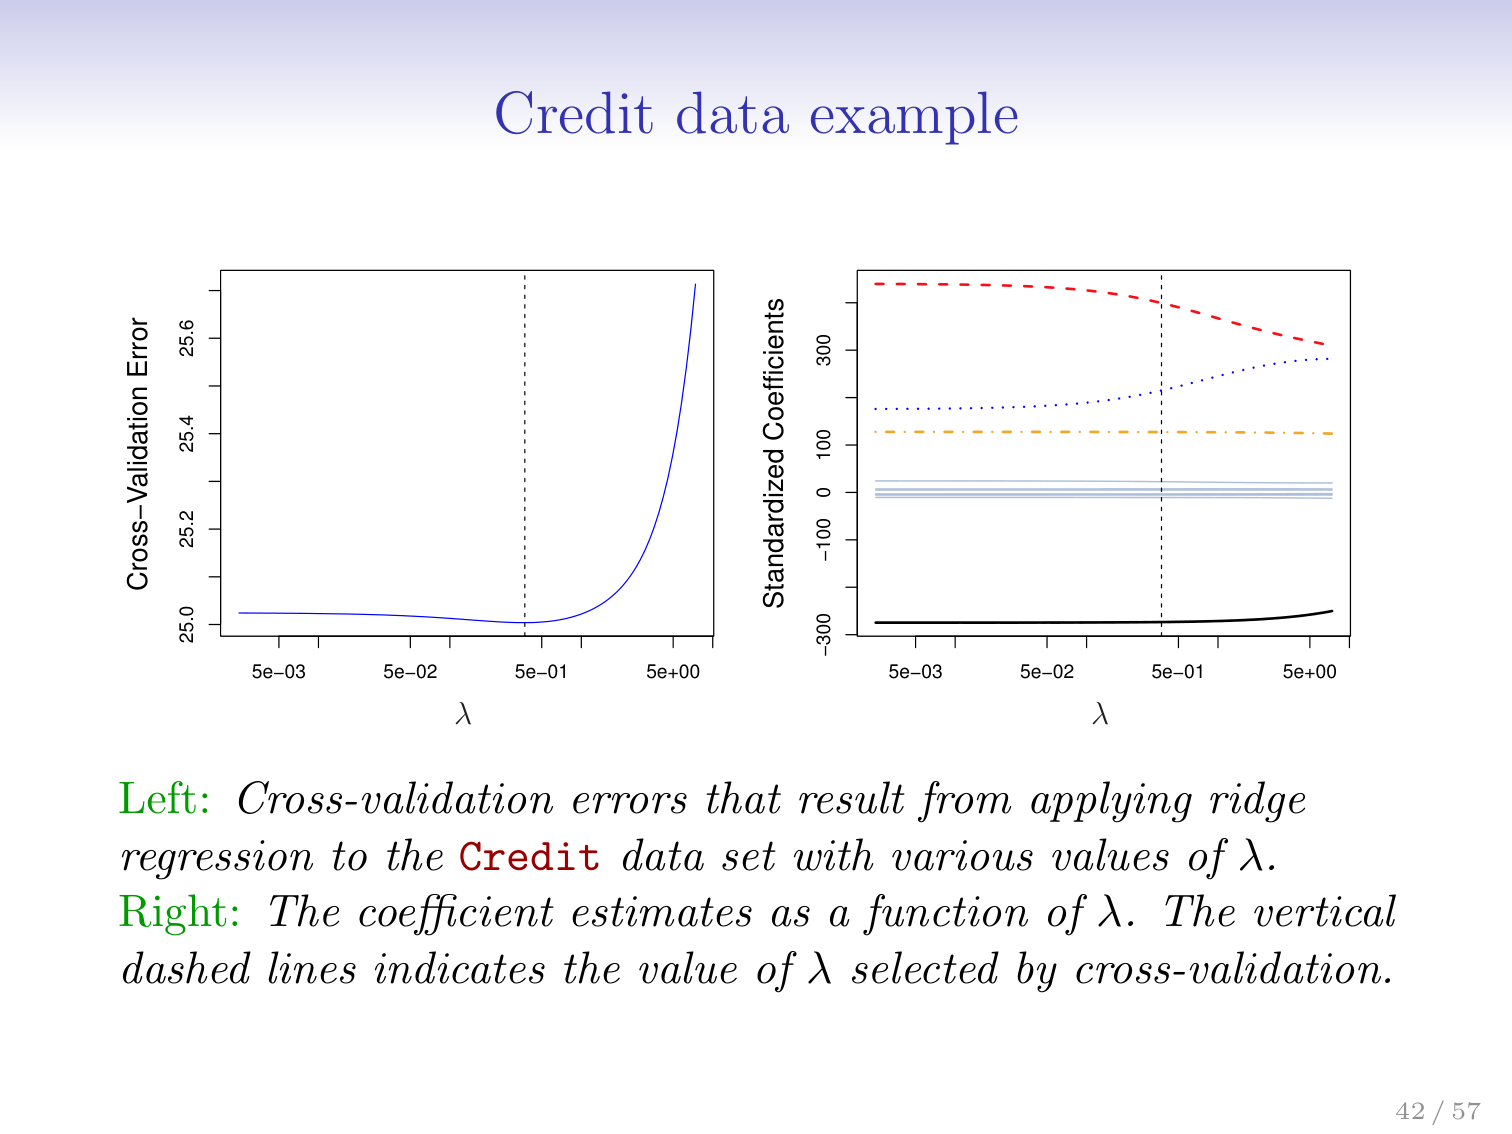 Credit data example
Cross−Validation Error
25.0
25.2
25.4
25.6
5e−03
5e−02
5e−01
5e+00
λ
Standardized Coefficients
−300
−100
0
100
300
5e−03
5e−02
5e−01
5e+00
λ
Left: Cross-validation errors that result from applying ridge
regression to the Credit data set with various values of λ.
Right: The coefficient estimates as a function of λ. The vertical
dashed lines indicates the value of λ selected by cross-validation.
42 / 57